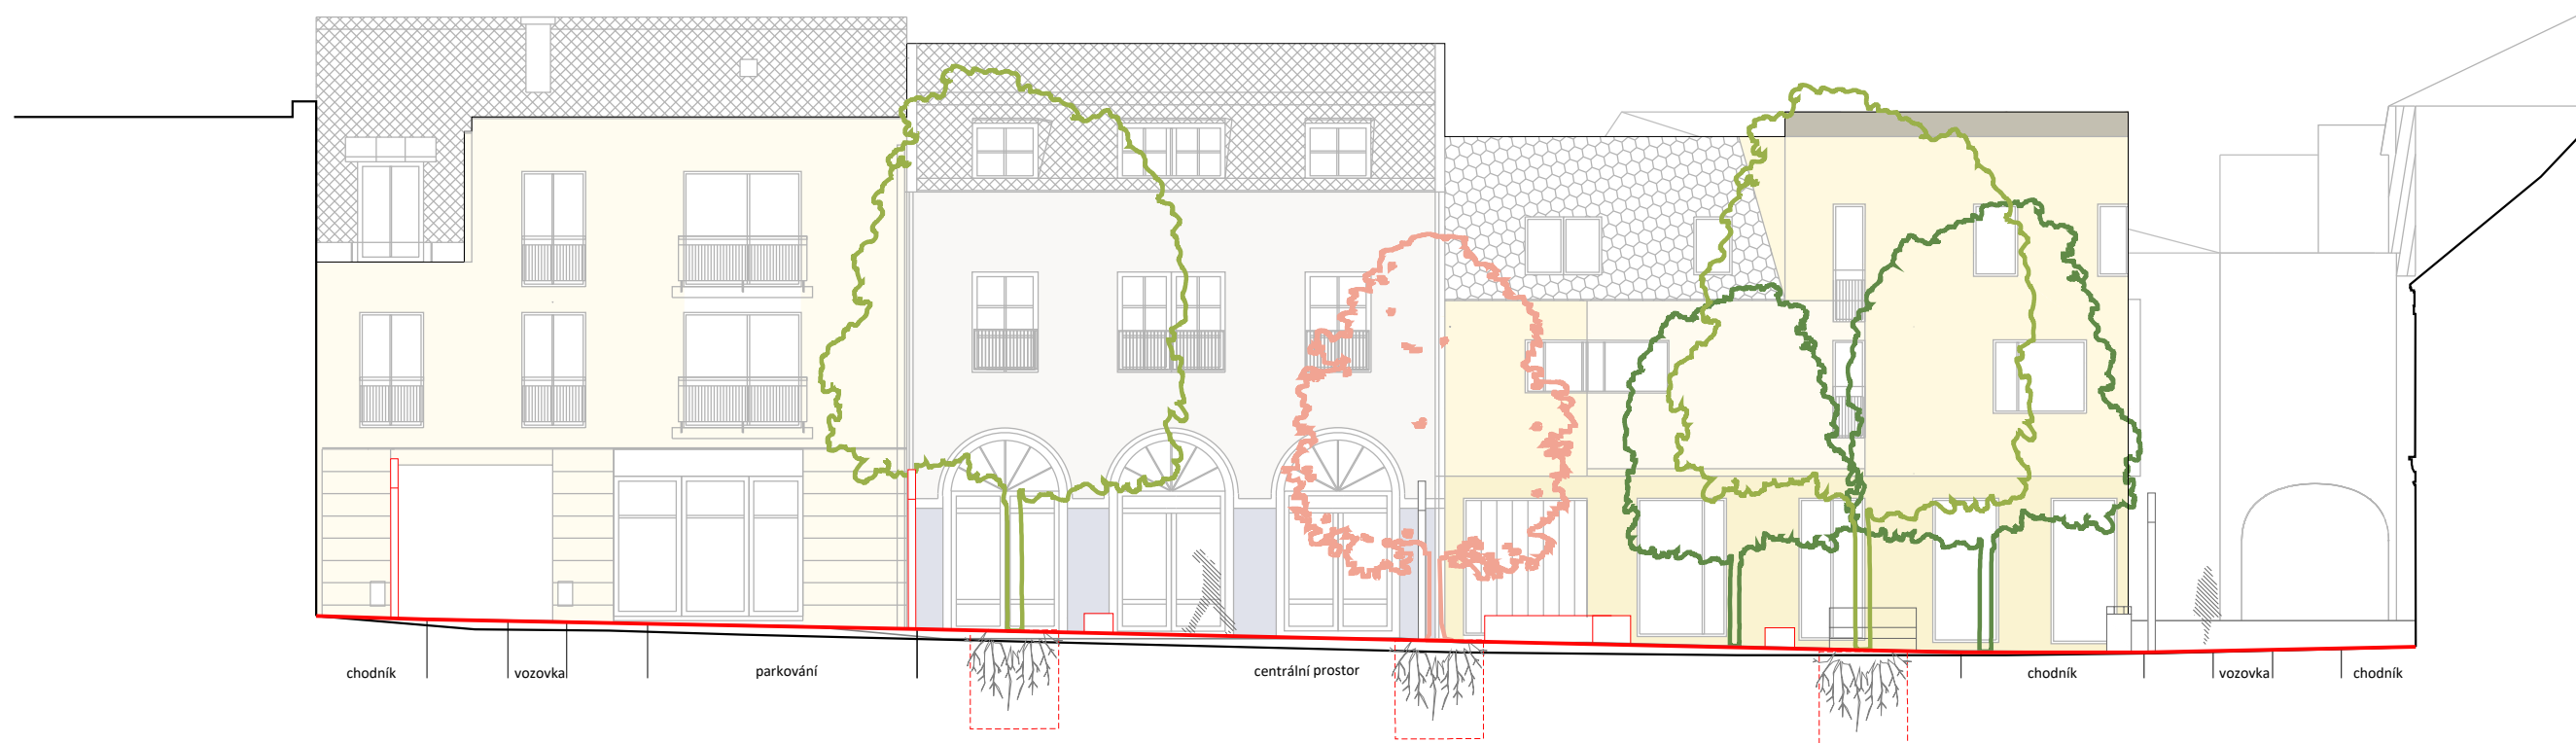 chodník
vozovka
parkování
centrální prostor
chodník
vozovka
chodník